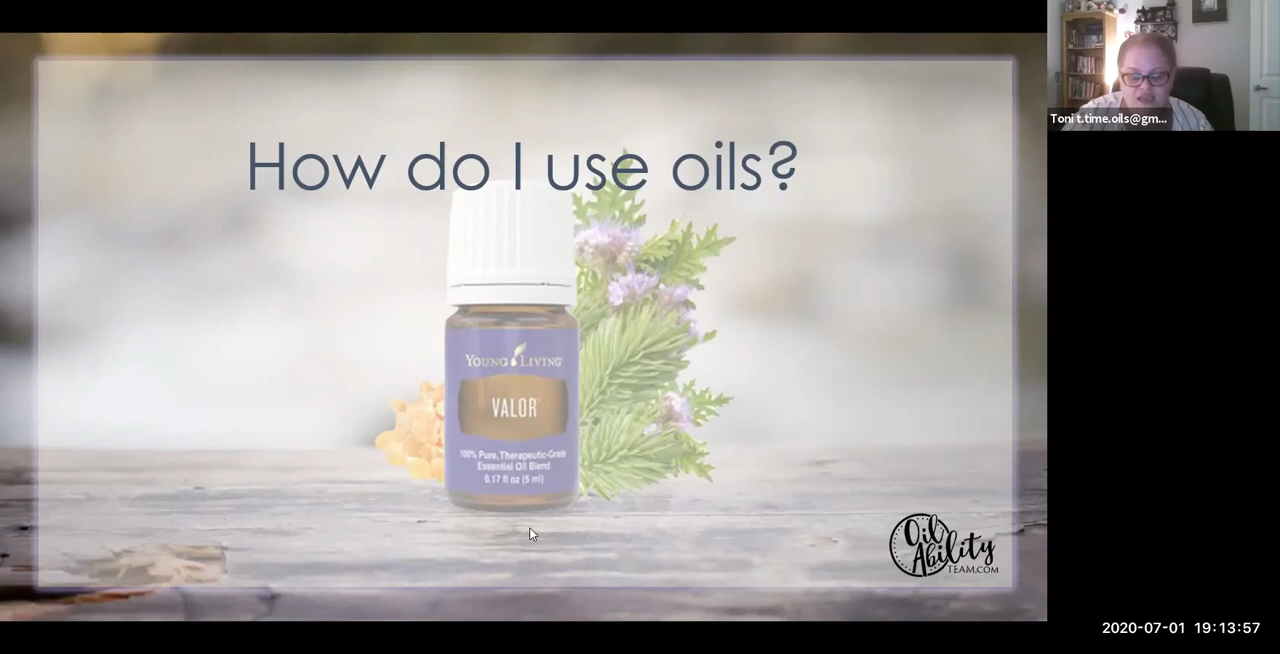 How do I use oils?
YOUNG LIVING
VALOR
100% Pure, Therapeutic-Grade
Essential Oil Blend
0.17 fl oz (5 ml)
Oil
Ability
TEAM.COM
Toni t.time.oils@gm...
2020-07-01 19:13:57